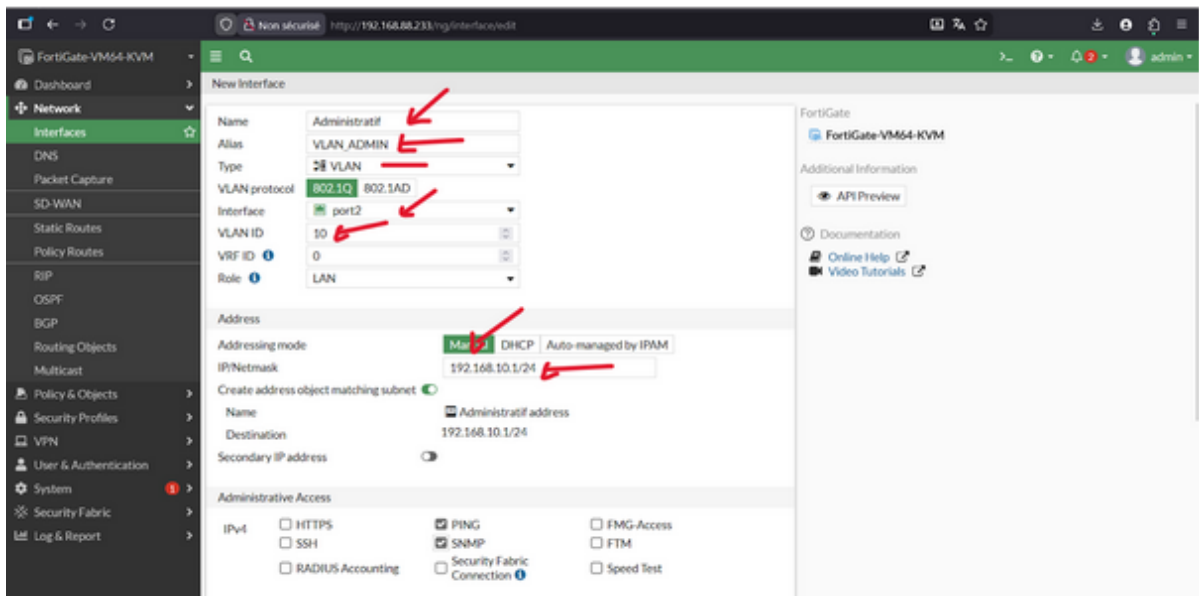 Non sécurisé http://192.168.88.233/ng/interface/edit
FortiGate-VM64-KVM
2 admin
Dashboard
Network
Interfaces
DNS
Packet Capture
SD-WAN
Static Routes
Policy Routes
RIP
OSPF
BGP
Routing Objects
Multicast
Policy & Objects
Security Profiles
VPN
User & Authentication
System 1
Security Fabric
Log & Report
New Interface
Name Administratif
Alias VLAN_ADMIN
Type VLAN
VLAN protocol 802.1Q 802.1AD
Interface port2
VLAN ID 10
VRF ID 0
Role LAN
Address
Addressing mode DHCP Auto-managed by IPAM
IP/Netmask 192.168.10.1/24
Create address object matching subnet
Name Administratif address
Destination 192.168.10.1/24
Secondary IP address
Administrative Access
IPv4 HTTPS PING FMG-Access
SSH SNMP FTM
RADIUS Accounting Security Fabric Connection Speed Test
FortiGate
FortiGate-VM64-KVM
Additional Information
API Preview
Documentation
Online Help
Video Tutorials